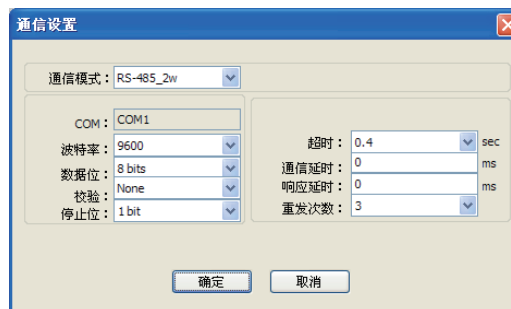 通信设置
通信模式： RS-485_2w
COM： COM1
波特率： 9600
数据位： 8 bits
校验： None
停止位： 1 bit
超时： 0.4 sec
通信延时： 0 ms
响应延时： 0 ms
重发次数： 3
确定 取消